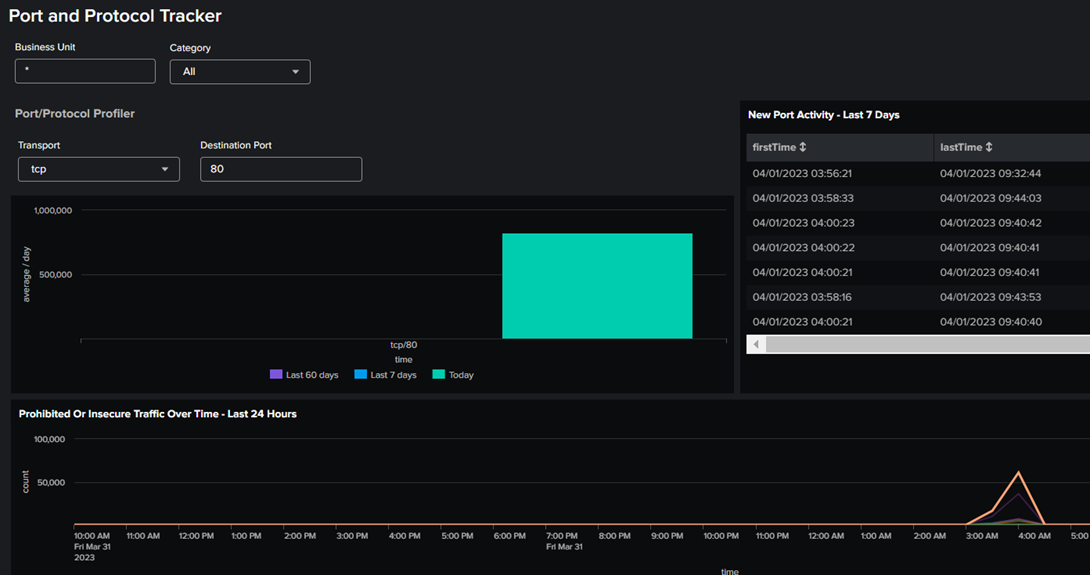 Port and Protocol Tracker
Business Unit
Category
*
All
Port/Protocol Profiler
Transport
Destination Port
tcp
80
1,000,000
500,000
average / day
tcp/80
time
Last 60 days Last 7 days Today
New Port Activity - Last 7 Days
firstTime lastTime
04/01/2023 03:56:21 04/01/2023 09:32:44
04/01/2023 03:58:33 04/01/2023 09:44:03
04/01/2023 04:00:23 04/01/2023 09:40:42
04/01/2023 04:00:22 04/01/2023 09:40:41
04/01/2023 04:00:21 04/01/2023 09:40:41
04/01/2023 03:58:16 04/01/2023 09:43:53
04/01/2023 04:00:21 04/01/2023 09:40:40
Prohibited Or Insecure Traffic Over Time - Last 24 Hours
100,000
50,000
count
10:00 AM 11:00 AM 12:00 PM 1:00 PM 2:00 PM 3:00 PM 4:00 PM 5:00 PM 6:00 PM 7:00 PM 8:00 PM 9:00 PM 10:00 PM 11:00 PM 12:00 AM 1:00 AM 2:00 AM 3:00 AM 4:00 AM 5:00
Fri Mar 31 Fri Mar 31
2023
time